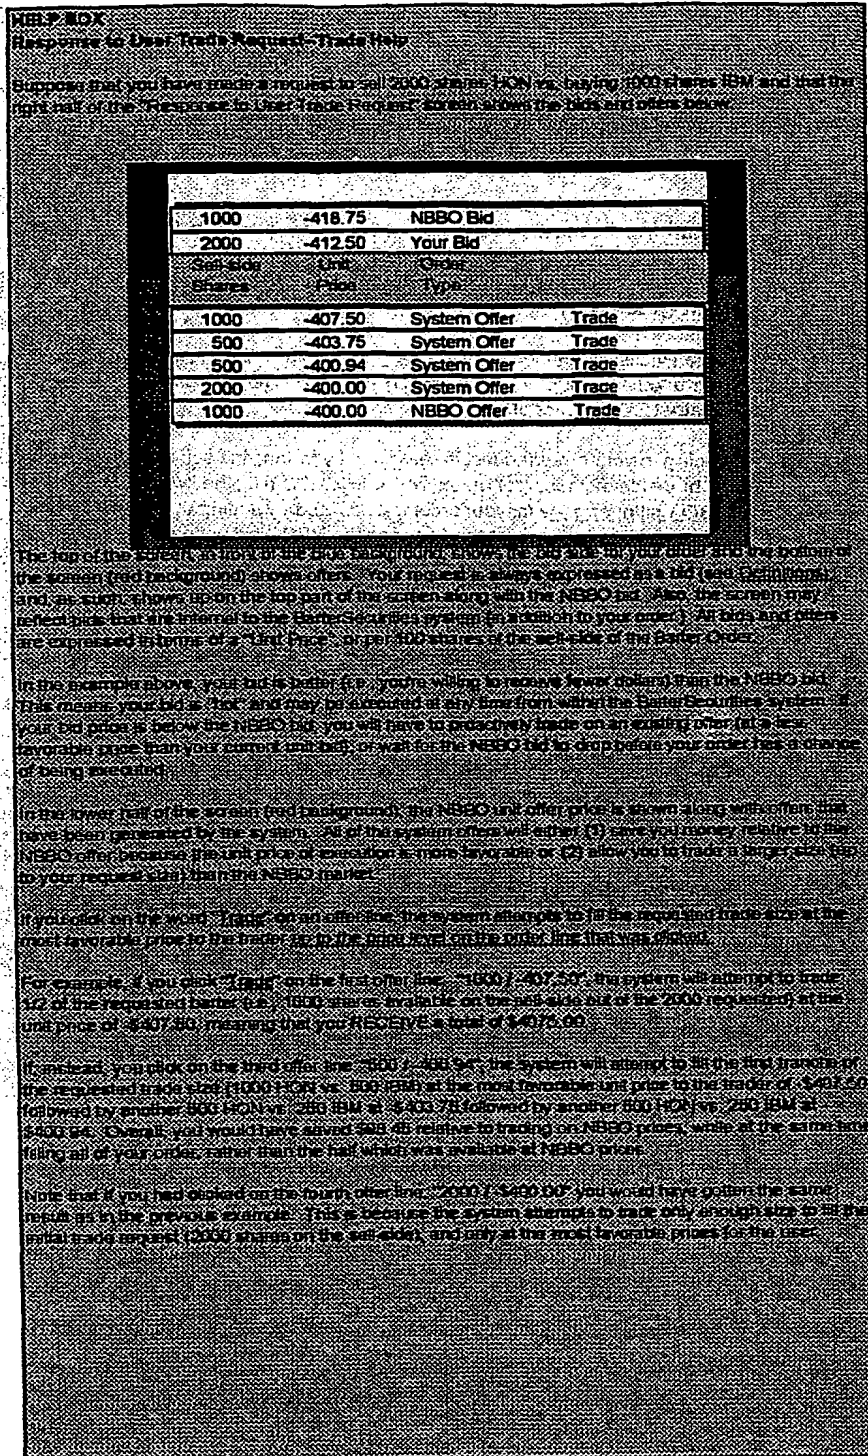 HELP BOX
Response to User Trade Request--Trade Help
Suppose that you have made a request to sell 2000 shares HON vs. buying 1000 shares IBM and that the
right half of the "Response to User Trade Request" screen shows the bids and offers below.
1000 -418.75 NBBO Bid
2000 -412.50 Your Bid
Sell-side Unit Order
Shares Price Type
1000 -407.50 System Offer Trade
500 -403.75 System Offer Trade
500 -400.94 System Offer Trade
2000 -400.00 System Offer Trade
1000 -400.00 NBBO Offer Trade
The top of the screen, in front of the blue background, shows the bid side for your order and the bottom of
the screen (red background) shows offers. Your request is always expressed as a bid (see Definitions)
and, as such, shows up on the top part of the screen along with the NBBO bid. Also, the screen may
reflect bids that are internal to the BarterSecurities system (in addition to your order). All bids and offers
are expressed in terms of a "Unit Price", or per 100 shares of the sell-side of the Barter Order.
In the example above, your bid is better (i.e., you're willing to receive fewer dollars) than the NBBO bid.
This means your bid is "hot" and may be executed at any time from within the BarterSecurities system. If
your bid price is below the NBBO bid, you will have to proactively trade on an existing offer (at a less
favorable price than your current unit bid), or wait for the NBBO bid to drop before your order has a chance
of being executed.
In the lower half of the screen (red background), the NBBO unit offer price is shown along with offers that
have been generated by the system. All of the system offers will either (1) save you money relative to the
NBBO offer because the unit price of execution is more favorable or (2) allow you to trade a larger size (up
to your request size) than the NBBO market.
If you click on the word "Trade" on an offer line, the system attempts to fill the requested trade size at the
most favorable price to the trader up to the price level on the order line that was clicked.
For example, if you click "Trade" on the first offer line, "1000 / -407.50", the system will attempt to trade
1/2 of the requested barter (i.e., 1000 shares available on the sell-side out of the 2000 requested) at the
unit price of -$407.50, meaning that you RECEIVE a total of $4075.00.
If, instead, you click on the third offer line "500 / -400.94", the system will attempt to fill the first tranche of
the requested trade size (1000 HON vs. 500 IBM) at the most favorable unit price to the trader of -$407.50
followed by another 500 HON vs. 250 IBM at -$403.75 followed by another 500 HON vs. 250 IBM at
-$400.94. Overall, you would have saved relative to trading on NBBO prices, while at the same time
filling all of your order, rather than the half which was available at NBBO prices.
Note that if you had clicked on the fourth offer line, "2000 / -$400.00" you would have gotten the same
result as in the previous example. This is because the system attempts to trade only enough size to fill the
initial trade request (2000 shares on the sell-side), and only at the most favorable prices for the user.